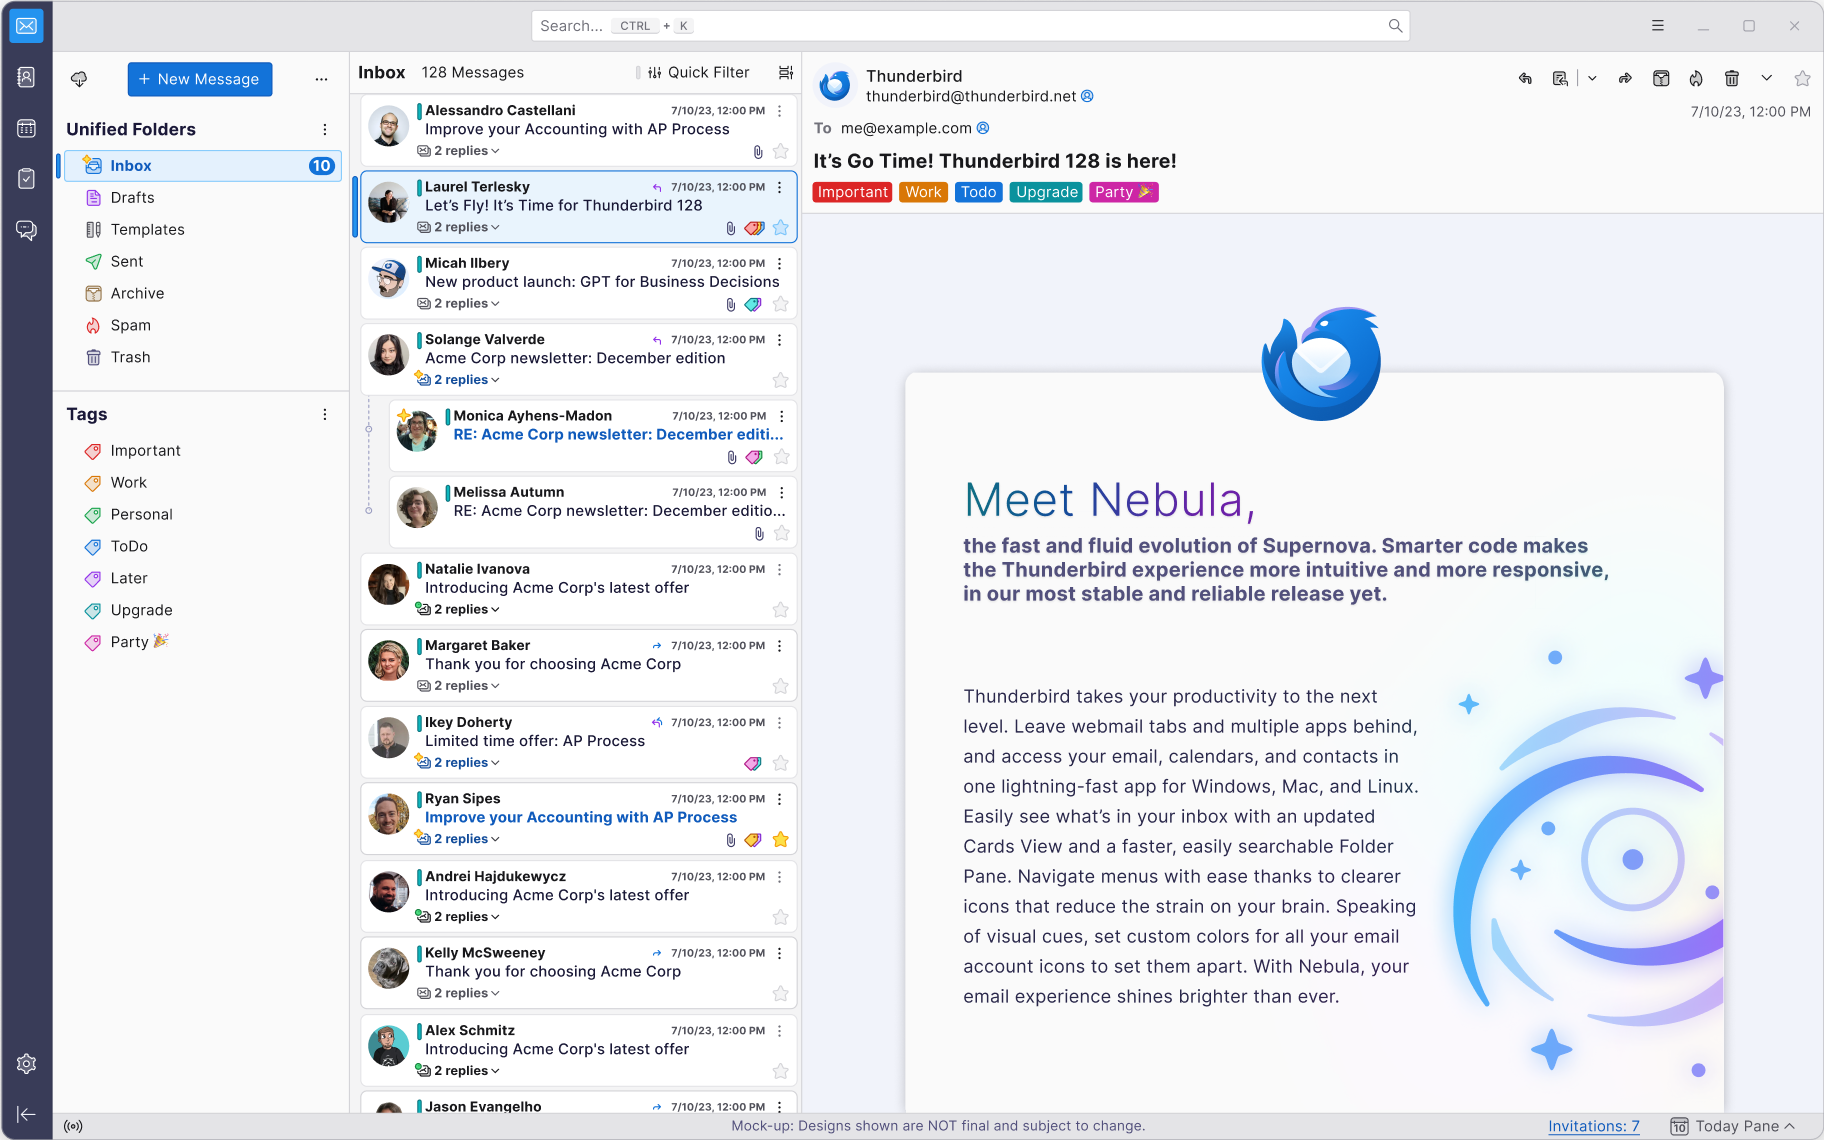 Search... CTRL + K
+ New Message
Unified Folders
Inbox 10
Drafts
Templates
Sent
Archive
Spam
Trash
Tags
Important
Work
Personal
ToDo
Later
Upgrade
Party 🎉
Inbox 128 Messages Quick Filter
Alessandro Castellani 7/10/23, 12:00 PM
Improve your Accounting with AP Process
2 replies
Laurel Terlesky 7/10/23, 12:00 PM
Let’s Fly! It’s Time for Thunderbird 128
2 replies
Micah Ilbery 7/10/23, 12:00 PM
New product launch: GPT for Business Decisions
2 replies
Solange Valverde 7/10/23, 12:00 PM
Acme Corp newsletter: December edition
2 replies
Monica Ayhens-Madon 7/10/23, 12:00 PM
RE: Acme Corp newsletter: December editi...
Melissa Autumn 7/10/23, 12:00 PM
RE: Acme Corp newsletter: December editio...
Natalie Ivanova 7/10/23, 12:00 PM
Introducing Acme Corp's latest offer
2 replies
Margaret Baker 7/10/23, 12:00 PM
Thank you for choosing Acme Corp
2 replies
Ikey Doherty 7/10/23, 12:00 PM
Limited time offer: AP Process
2 replies
Ryan Sipes 7/10/23, 12:00 PM
Improve your Accounting with AP Process
2 replies
Andrei Hajdukewycz 7/10/23, 12:00 PM
Introducing Acme Corp's latest offer
2 replies
Kelly McSweeney 7/10/23, 12:00 PM
Thank you for choosing Acme Corp
2 replies
Alex Schmitz 7/10/23, 12:00 PM
Introducing Acme Corp's latest offer
2 replies
Jason Evangelho 7/10/23, 12:00 PM
Thunderbird
thunderbird@thunderbird.net
7/10/23, 12:00 PM
To me@example.com
It’s Go Time! Thunderbird 128 is here!
Important Work Todo Upgrade Party 🎉
Meet Nebula,
the fast and fluid evolution of Supernova. Smarter code makes
the Thunderbird experience more intuitive and more responsive,
in our most stable and reliable release yet.
Thunderbird takes your productivity to the next
level. Leave webmail tabs and multiple apps behind,
and access your email, calendars, and contacts in
one lightning-fast app for Windows, Mac, and Linux.
Easily see what’s in your inbox with an updated
Cards View and a faster, easily searchable Folder
Pane. Navigate menus with ease thanks to clearer
icons that reduce the strain on your brain. Speaking
of visual cues, set custom colors for all your email
account icons to set them apart. With Nebula, your
email experience shines brighter than ever.
Mock-up: Designs shown are NOT final and subject to change.
Invitations: 7
10 Today Pane